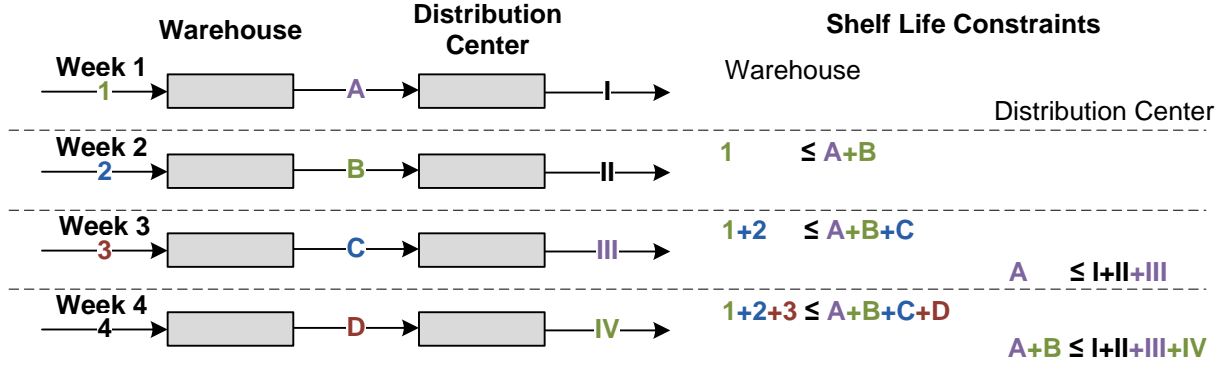 Warehouse
Distribution
Center
Shelf Life Constraints
Warehouse
Distribution Center
Week 1
1
A
I
Week 2
2
B
II
1 ≤ A+B
Week 3
3
C
III
1+2 ≤ A+B+C
A ≤ I+II+III
Week 4
4
D
IV
1+2+3 ≤ A+B+C+D
A+B ≤ I+II+III+IV